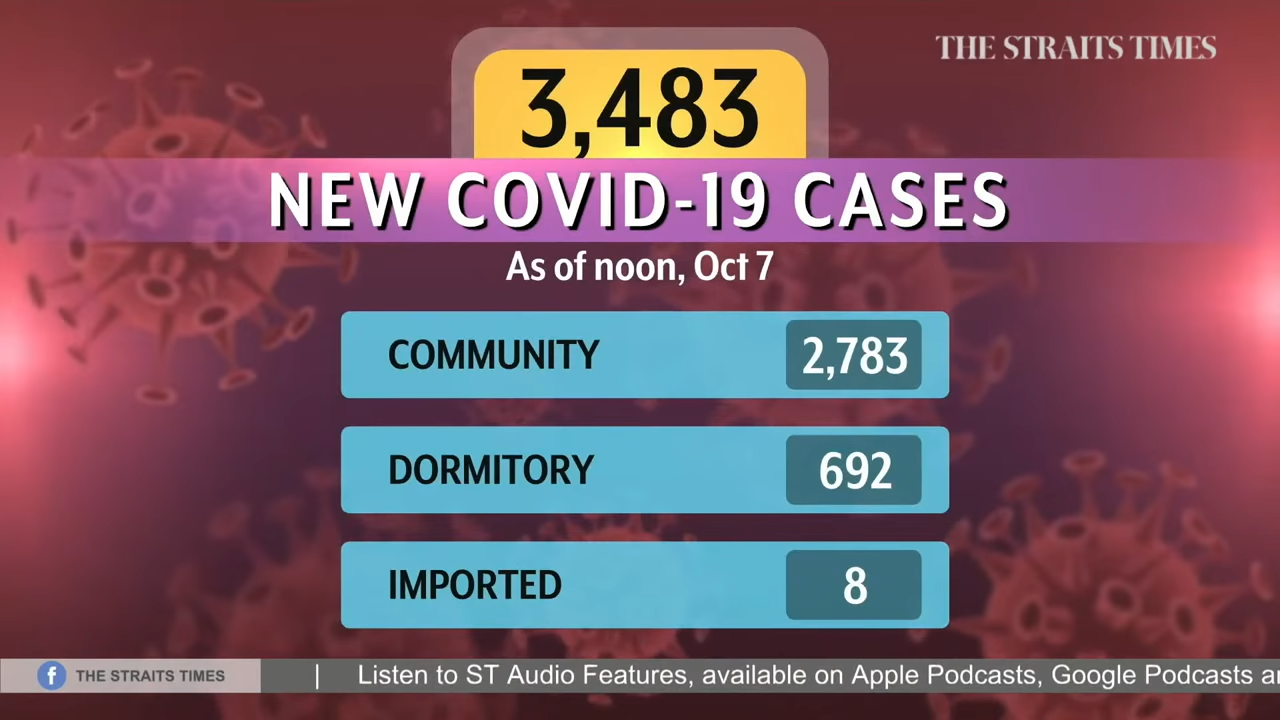 THE STRAITS TIMES
3,483
NEW COVID-19 CASES
As of noon, Oct 7
COMMUNITY 2,783
DORMITORY 692
IMPORTED 8
f THE STRAITS TIMES | Listen to ST Audio Features, available on Apple Podcasts, Google Podcasts